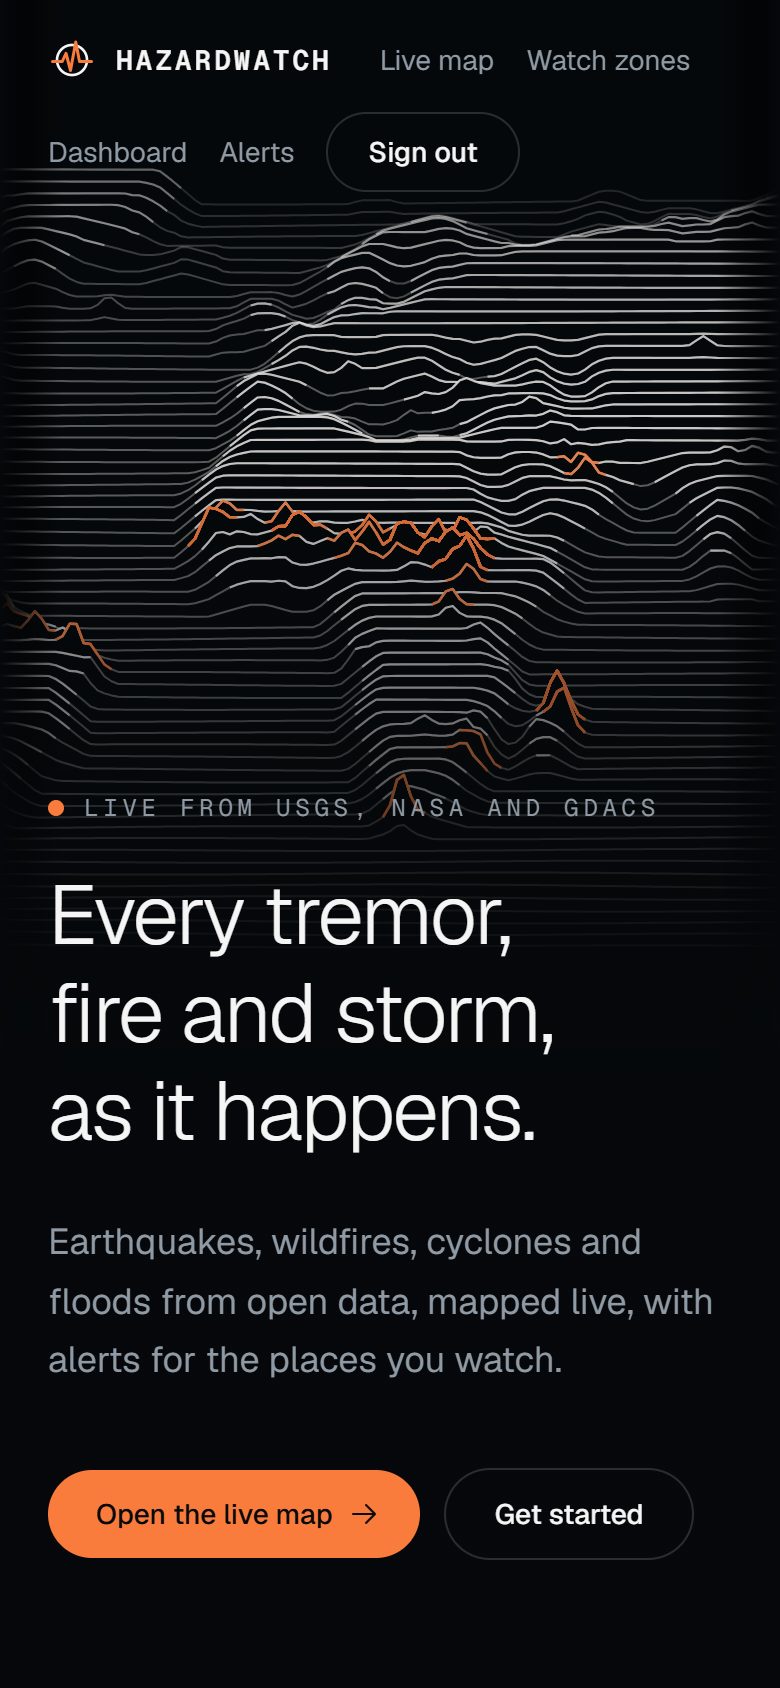 HAZARDWATCH Live map Watch zones
Dashboard Alerts Sign out
LIVE FROM USGS, NASA AND GDACS
Every tremor,
fire and storm,
as it happens.
Earthquakes, wildfires, cyclones and
floods from open data, mapped live, with
alerts for the places you watch.
Open the live map → Get started